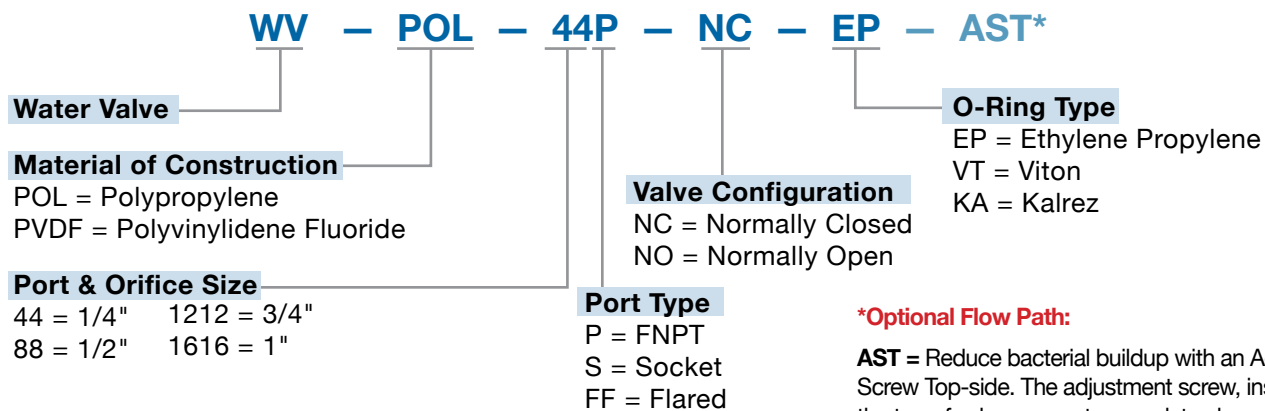 WV — POL — 44P — NC — EP — AST*
Water Valve
Material of Construction
POL = Polypropylene
PVDF = Polyvinylidene Fluoride
Port & Orifice Size
44 = 1/4" 1212 = 3/4"
88 = 1/2" 1616 = 1"
Port Type
P = FNPT
S = Socket
FF = Flared
Valve Configuration
NC = Normally Closed
NO = Normally Open
O-Ring Type
EP = Ethylene Propylene
VT = Viton
KA = Kalrez
*Optional Flow Path:
AST = Reduce bacterial buildup with an A
Screw Top-side. The adjustment screw, ins